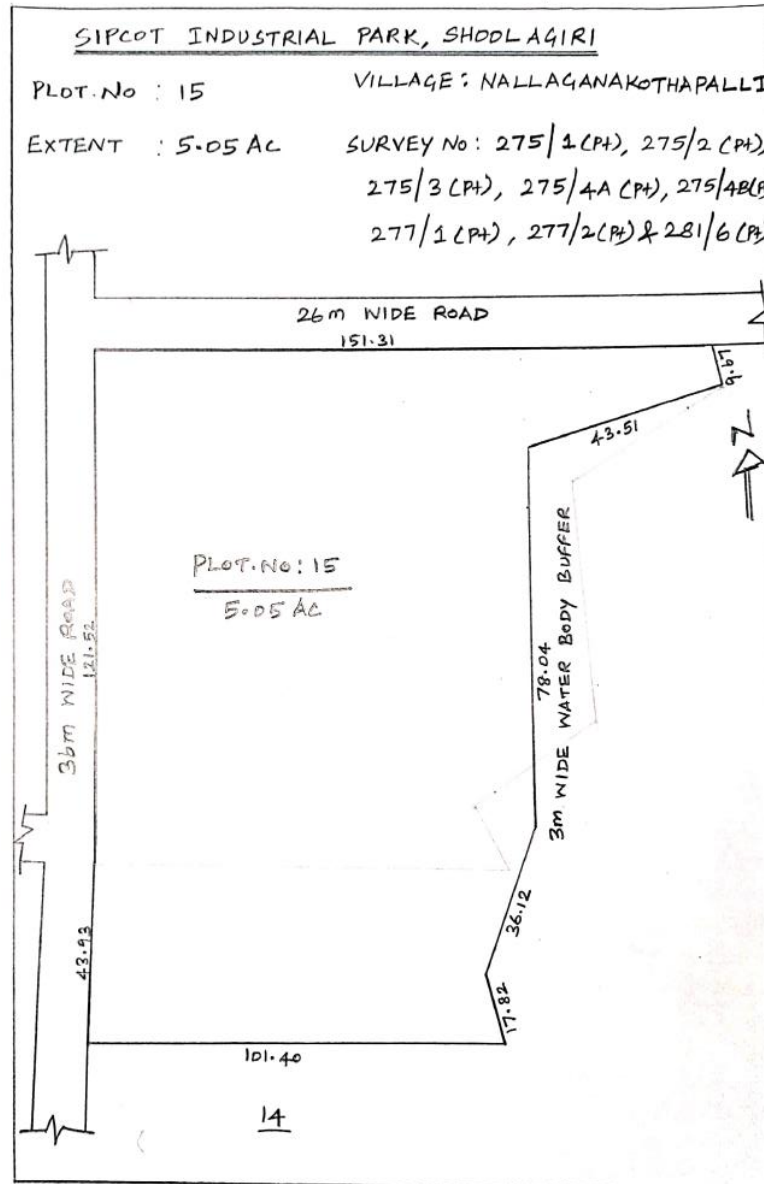 SIPCOT INDUSTRIAL PARK, SHOOLAGIRI
PLOT.No : 15
VILLAGE: NALLAGANAKOTHAPALLI
EXTENT : 5.05 AC
SURVEY No: 275/1 (Pt), 275/2 (Pt),
275/3 (Pt), 275/4A (Pt), 275/4B(P
277/1 (Pt), 277/2(Pt) & 281/6 (Pt)
26m WIDE ROAD
151.31
9.67
43.51
N
PLOT.No: 15
5.05 AC
36m WIDE ROAD
121.52
78.04
3m WIDE WATER BODY BUFFER
36.12
43.93
17.82
101.40
14